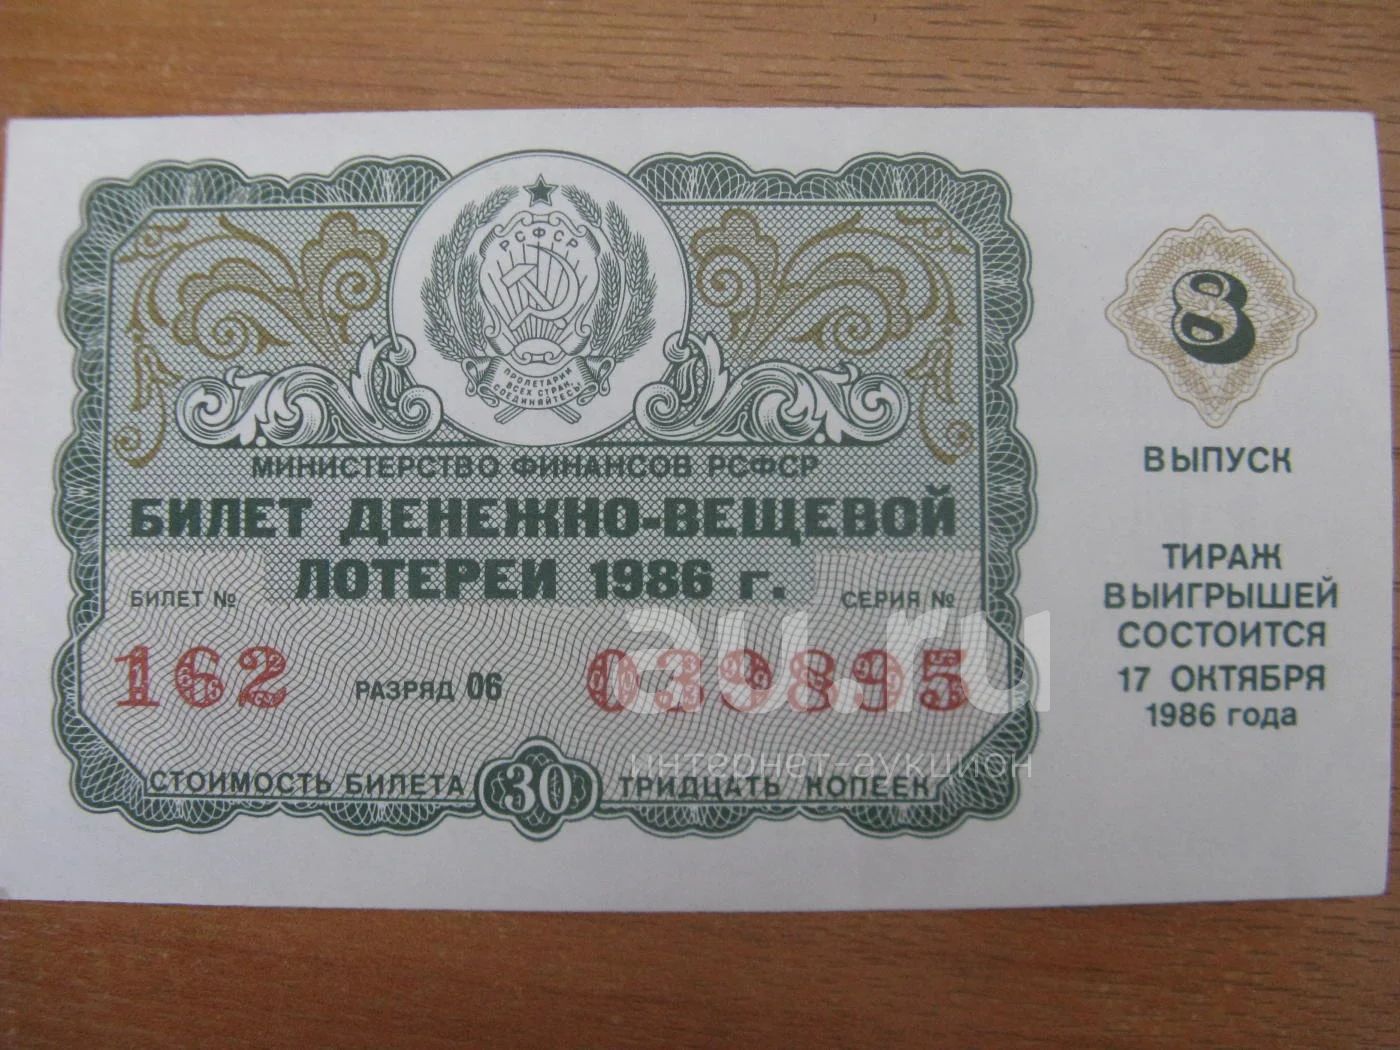 РСФСР
ПРОЛЕТАРИИ
ВСЕХ СТРАН,
СОЕДИНЯЙТЕСЬ!
МИНИСТЕРСТВО ФИНАНСОВ РСФСР
БИЛЕТ ДЕНЕЖНО-ВЕЩЕВОЙ
ЛОТЕРЕИ 1986 г.
БИЛЕТ №
СЕРИЯ №
162
РАЗРЯД 06
039895
СТОИМОСТЬ БИЛЕТА 30 ТРИДЦАТЬ КОПЕЕК
8
ВЫПУСК
ТИРАЖ
ВЫИГРЫШЕЙ
СОСТОИТСЯ
17 ОКТЯБРЯ
1986 года
au.ru
интернет-аукцион